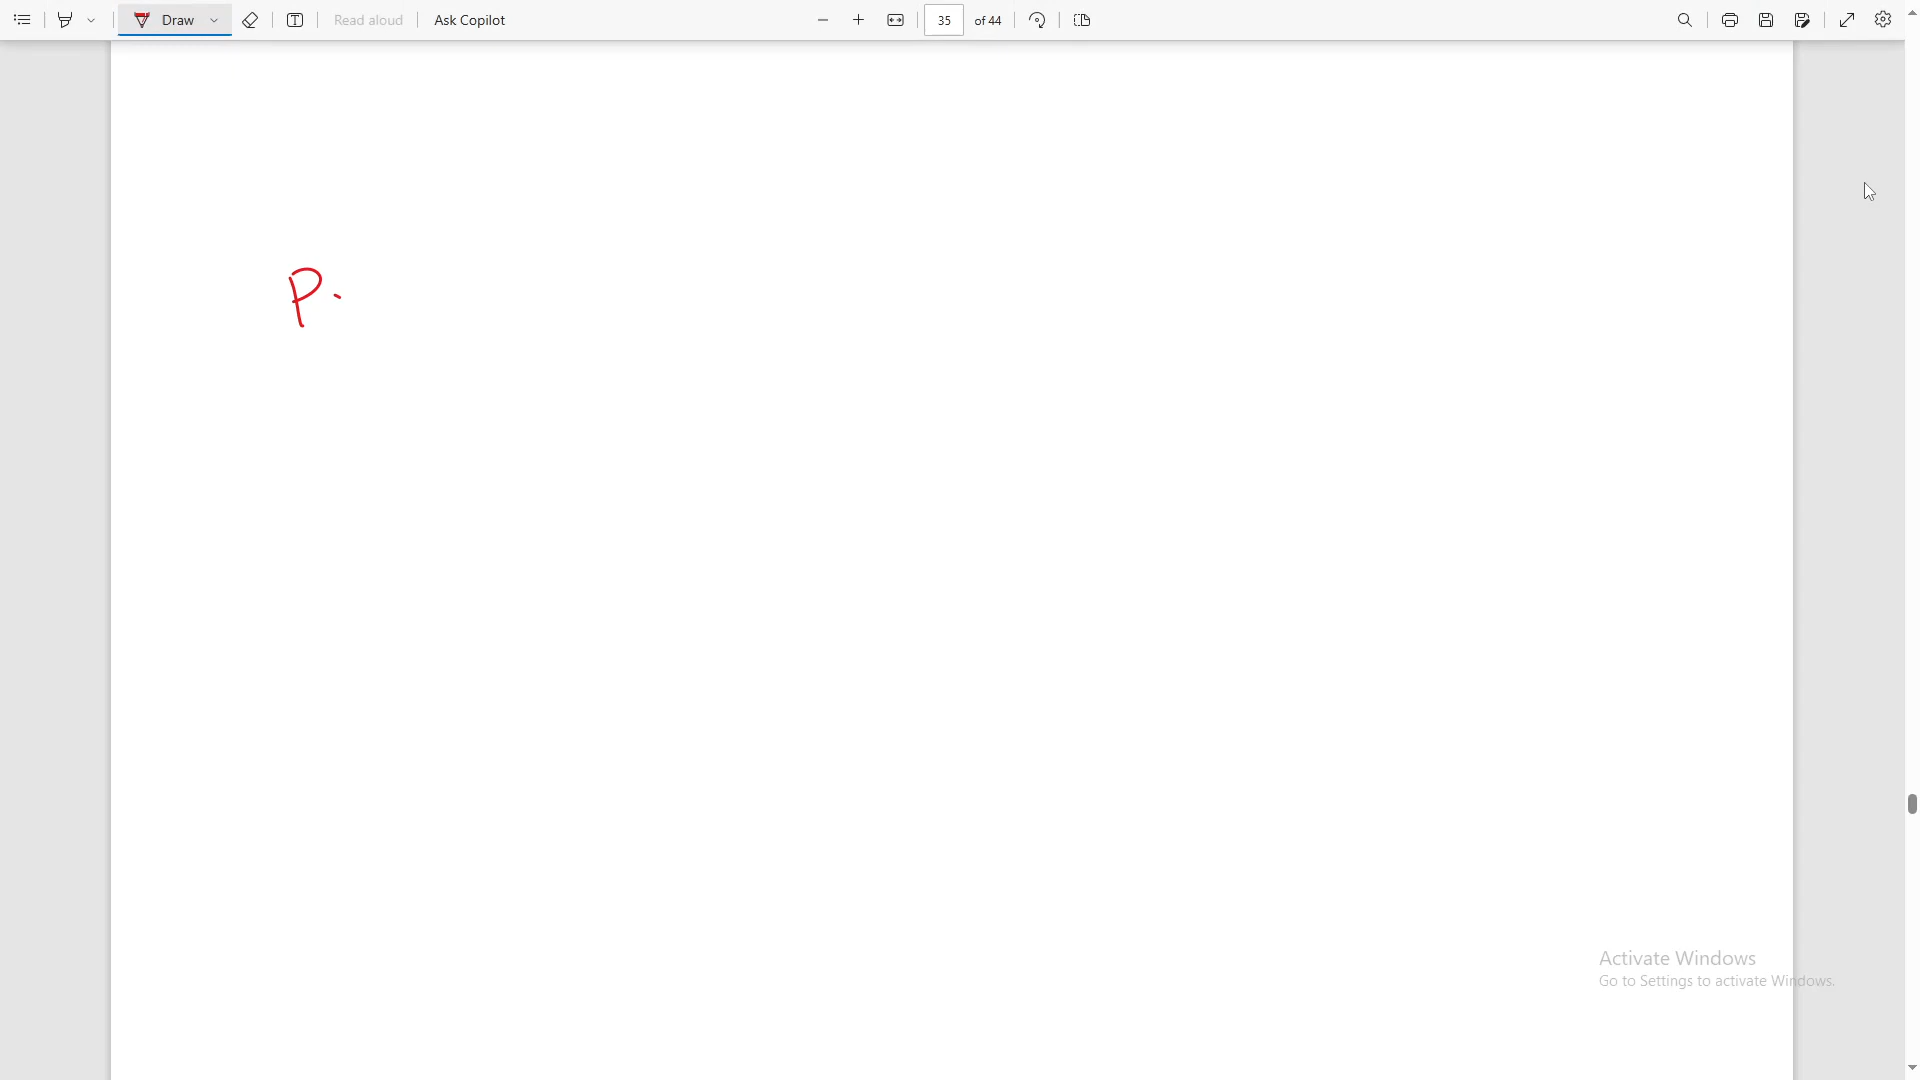 Draw Read aloud Ask Copilot 35 of 44
P.
Activate Windows
Go to Settings to activate Windows.